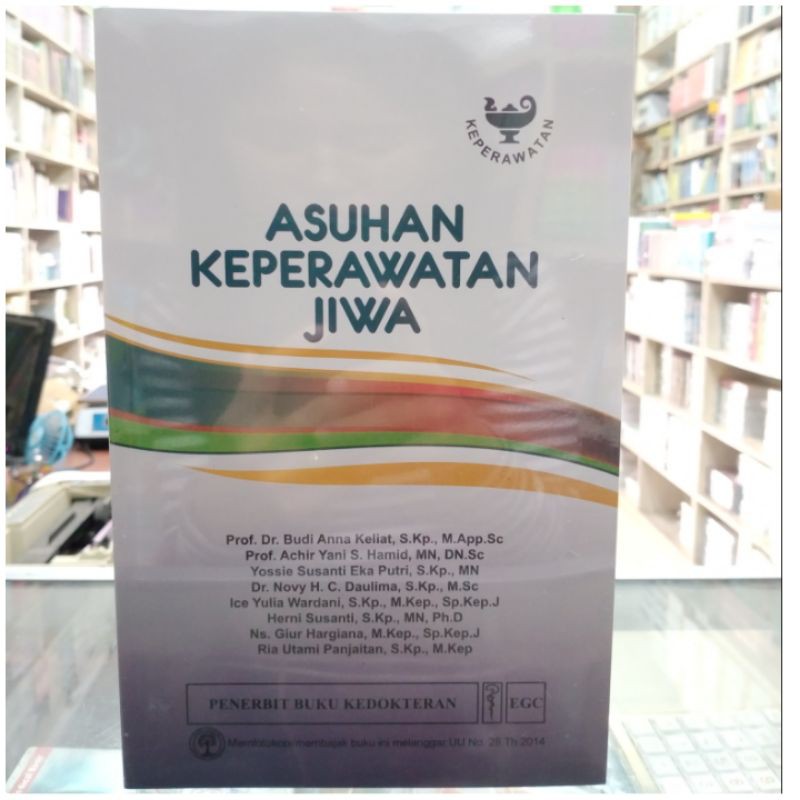 KEPERAWATAN
ASUHAN
KEPERAWATAN
JIWA
Prof. Dr. Budi Anna Keliat, S.Kp., M.App.Sc
Prof. Achir Yani S. Hamid, MN, DN.Sc
Yossie Susanti Eka Putri, S.Kp., MN
Dr. Novy H. C. Daulima, S.Kp., M.Sc
Ice Yulia Wardani, S.Kp., M.Kep., Sp.Kep.J
Herni Susanti, S.Kp., MN, Ph.D
Ns. Giur Hargiana, M.Kep., Sp.Kep.J
Ria Utami Panjaitan, S.Kp., M.Kep
PENERBIT BUKU KEDOKTERAN EGC
Memfotokopi/membajak buku ini melanggar UU No. 28 Th 2014